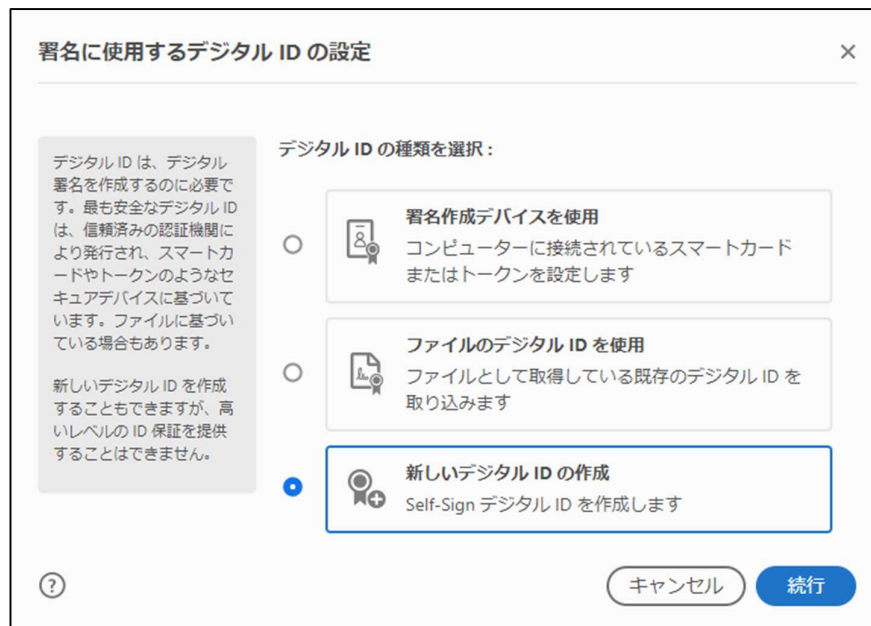 署名に使用するデジタル ID の設定
デジタル ID は、デジタル
署名を作成するのに必要で
す。最も安全なデジタル ID
は、信頼済みの認証機関に
より発行され、スマートカ
ードやトークンのようなセ
キュアデバイスに基づいて
います。ファイルに基づい
ている場合もあります。
新しいデジタル ID を作成
することもできますが、高
いレベルの ID 保証を提供
することはできません。
デジタル ID の種類を選択 :
署名作成デバイスを使用
コンピューターに接続されているスマートカード
またはトークンを設定します
ファイルのデジタル ID を使用
ファイルとして取得している既存のデジタル ID を
取り込みます
新しいデジタル ID の作成
Self-Sign デジタル ID を作成します
キャンセル
続行